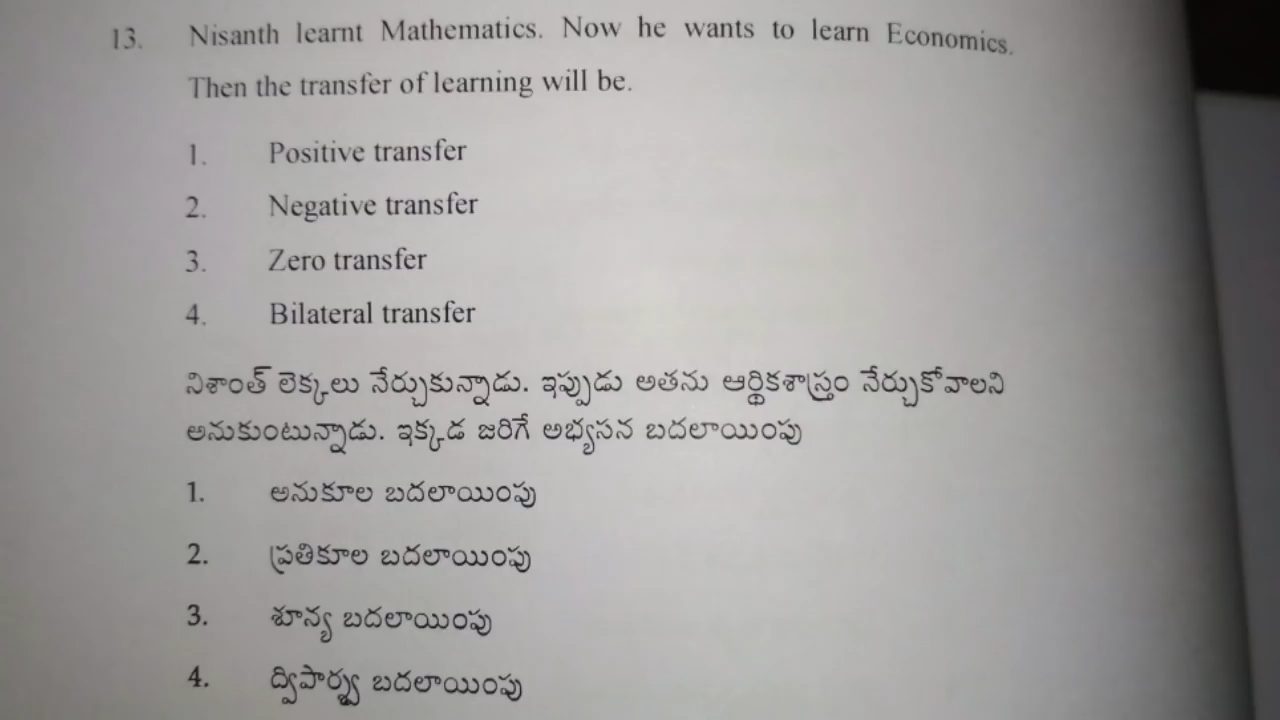 13. Nisanth learnt Mathematics. Now he wants to learn Economics.
Then the transfer of learning will be.
1. Positive transfer
2. Negative transfer
3. Zero transfer
4. Bilateral transfer
నిశాంత్ లెక్కలు నేర్చుకున్నాడు. ఇప్పుడు అతను ఆర్థికశాస్త్రం నేర్చుకోవాలని
అనుకుంటున్నాడు. ఇక్కడ జరిగే అభ్యసన బదలాయింపు
1. అనుకూల బదలాయింపు
2. ప్రతికూల బదలాయింపు
3. శూన్య బదలాయింపు
4. ద్విపార్శ్వ బదలాయింపు